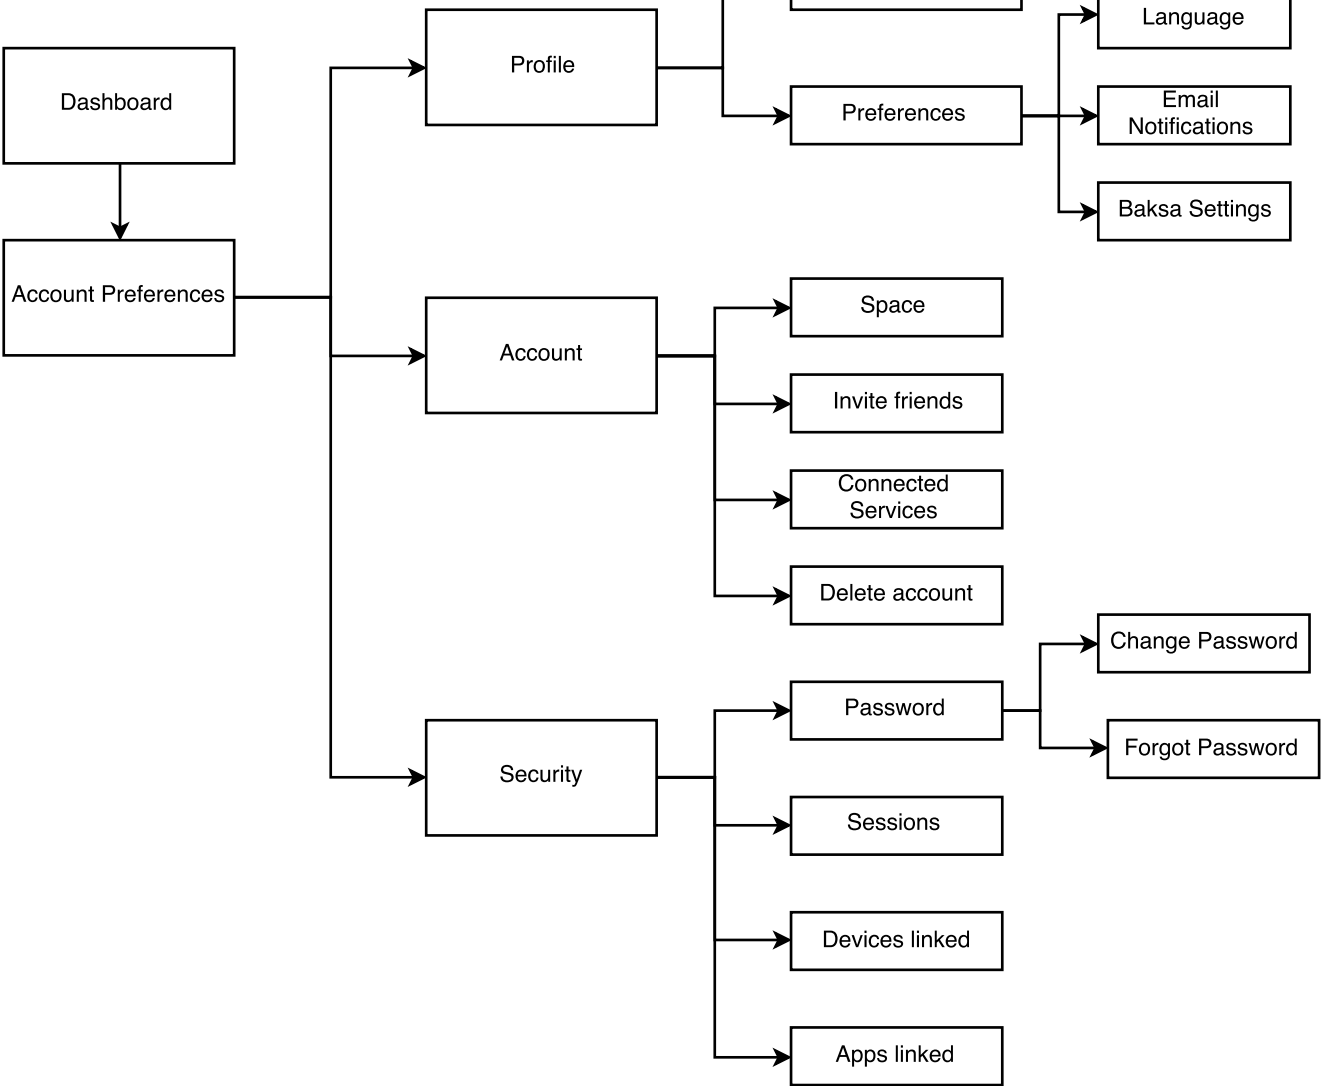 Dashboard
Account Preferences
Profile
Preferences
Language
Email
Notifications
Baksa Settings
Account
Space
Invite friends
Connected
Services
Delete account
Security
Password
Change Password
Forgot Password
Sessions
Devices linked
Apps linked